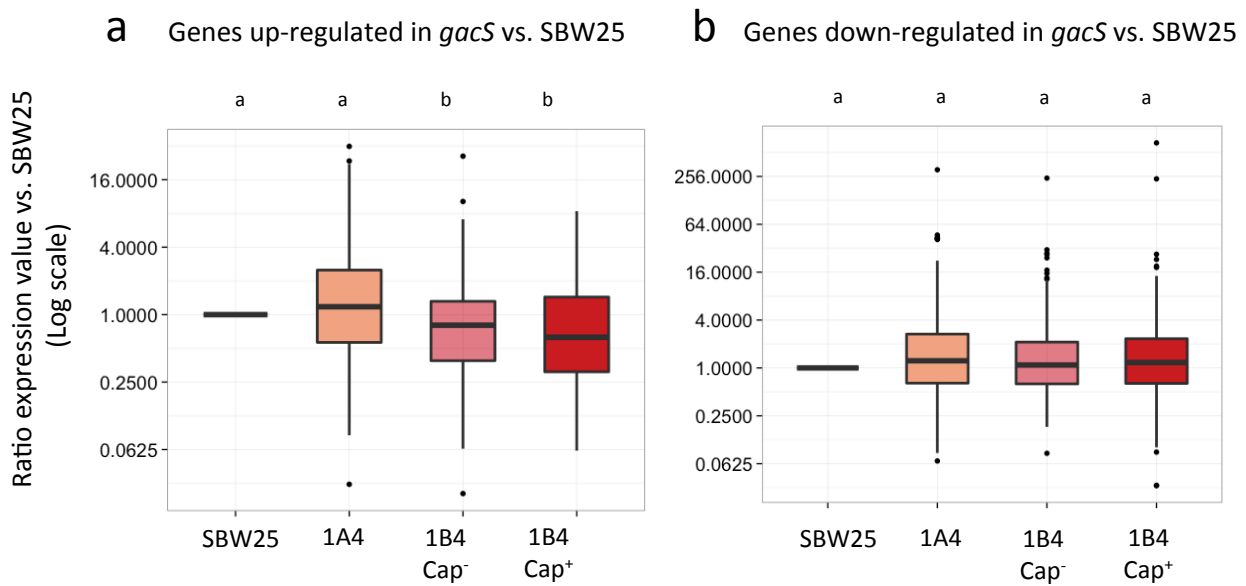 a Genes up-regulated in gacS vs. SBW25
b Genes down-regulated in gacS vs. SBW25
Ratio expression value vs. SBW25
(Log scale)
a a b b
16.0000
4.0000
1.0000
0.2500
0.0625
SBW25 1A4 1B4 1B4
Cap⁻ Cap⁺
a a a a
256.0000
64.0000
16.0000
4.0000
1.0000
0.2500
0.0625
SBW25 1A4 1B4 1B4
Cap⁻ Cap⁺